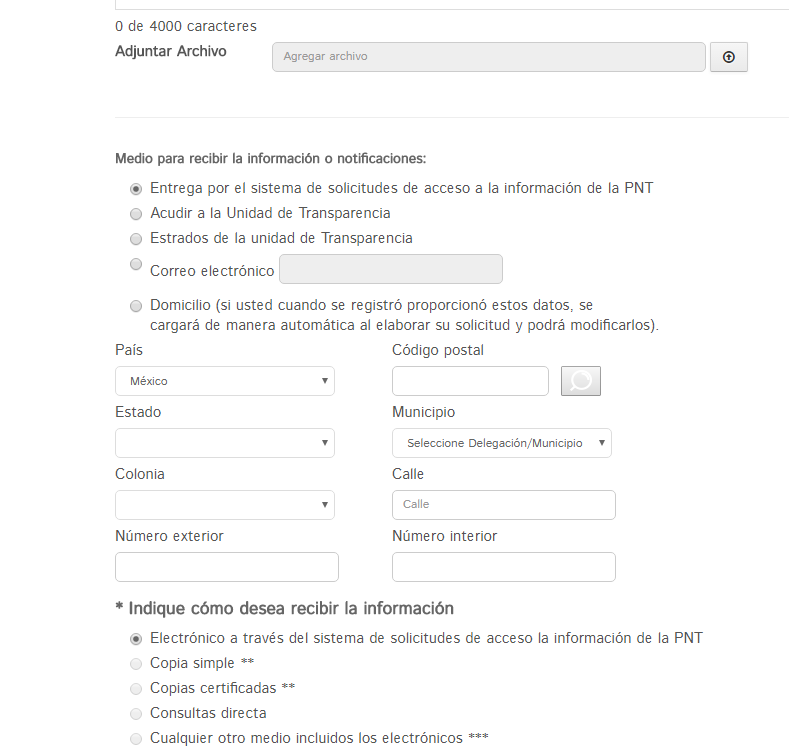 0 de 4000 caracteres
Adjuntar Archivo Agregar archivo
Medio para recibir la información o notificaciones:
Entrega por el sistema de solicitudes de acceso a la información de la PNT
Acudir a la Unidad de Transparencia
Estrados de la unidad de Transparencia
Correo electrónico
Domicilio (si usted cuando se registró proporcionó estos datos, se
cargará de manera automática al elaborar su solicitud y podrá modificarlos).
País Código postal
México
Estado Municipio
Seleccione Delegación/Municipio
Colonia Calle
Calle
Número exterior Número interior
* Indique cómo desea recibir la información
Electrónico a través del sistema de solicitudes de acceso la información de la PNT
Copia simple **
Copias certificadas **
Consultas directa
Cualquier otro medio incluidos los electrónicos ***